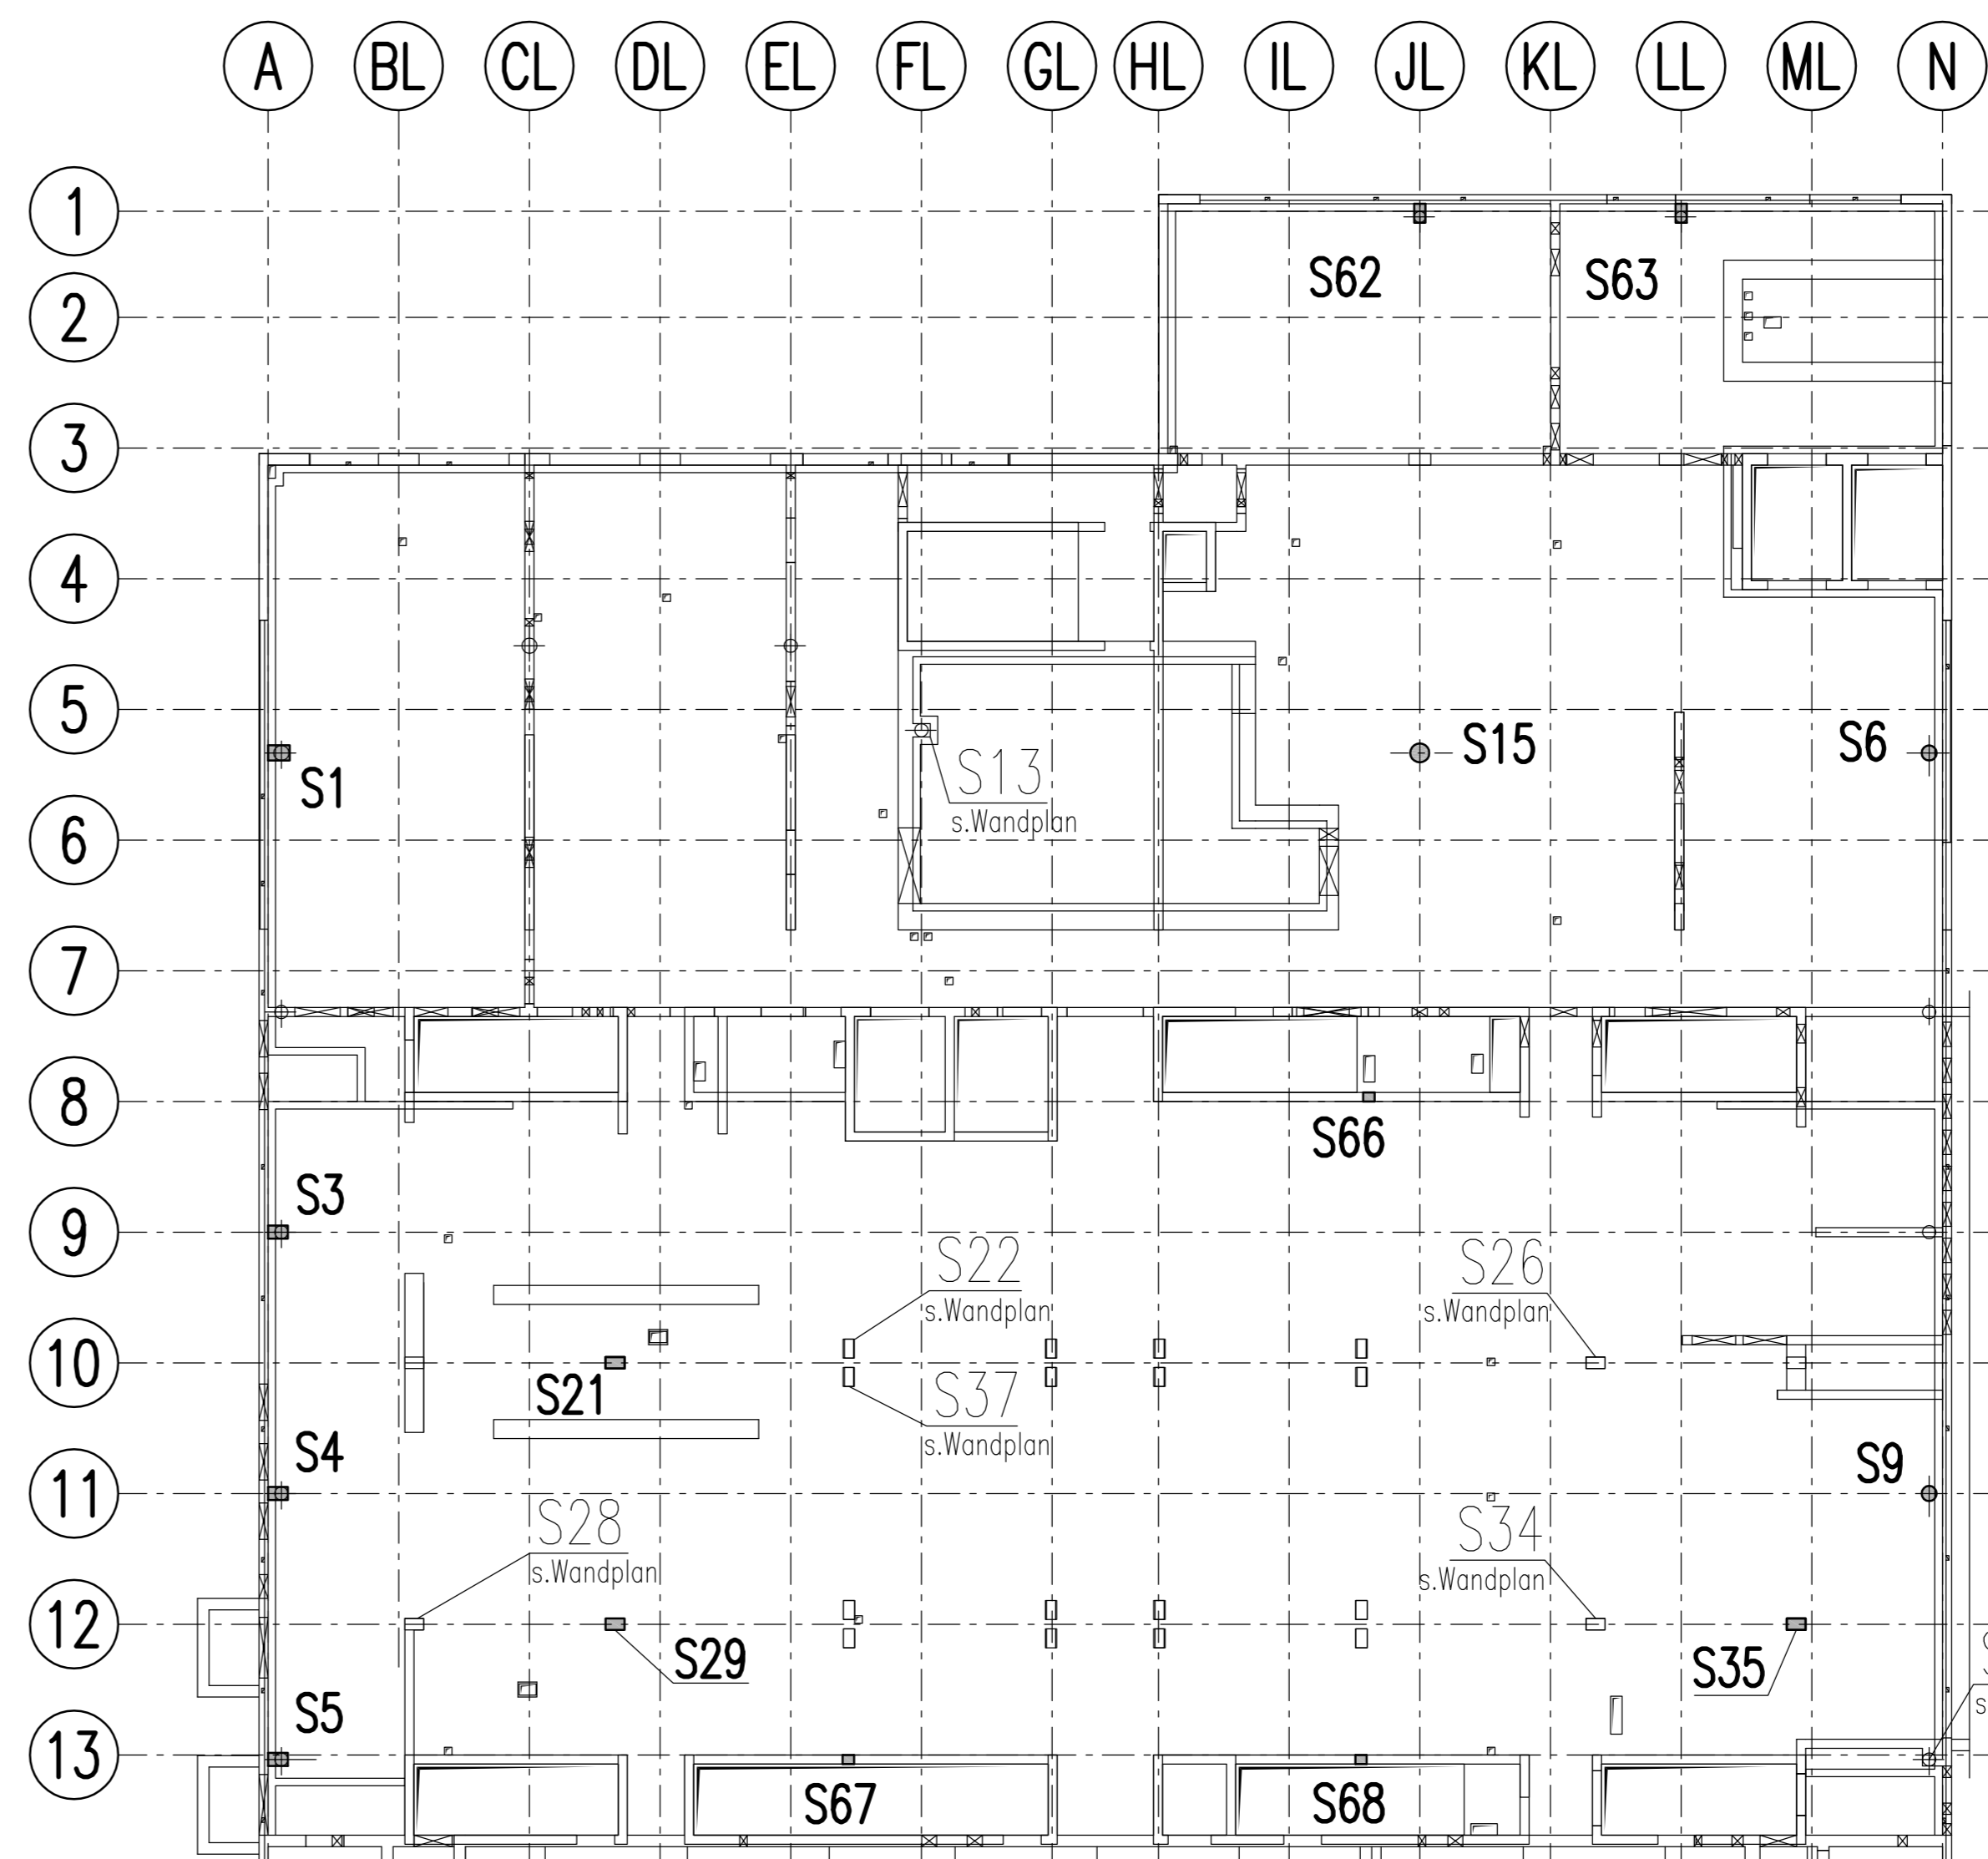 A BL CL DL EL FL GL HL IL JL KL LL ML N
1
S62 S63
2
3
4
5
S1
S13
s.Wandplan
S15
S6
6
7
8
S66
S3
9
S22
s.Wandplan
S26
s.Wandplan
10
S21
S37
s.Wandplan
S4
S9
11
S28
s.Wandplan
S34
s.Wandplan
12
S29
S35
S5
13
S67
S68